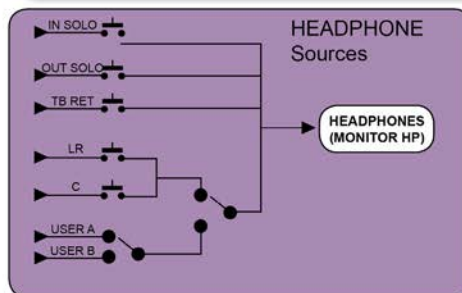 IN SOLO
HEADPHONE
Sources
OUT SOLO
TB RET
HEADPHONES
(MONITOR HP)
LR
C
USER A
USER B